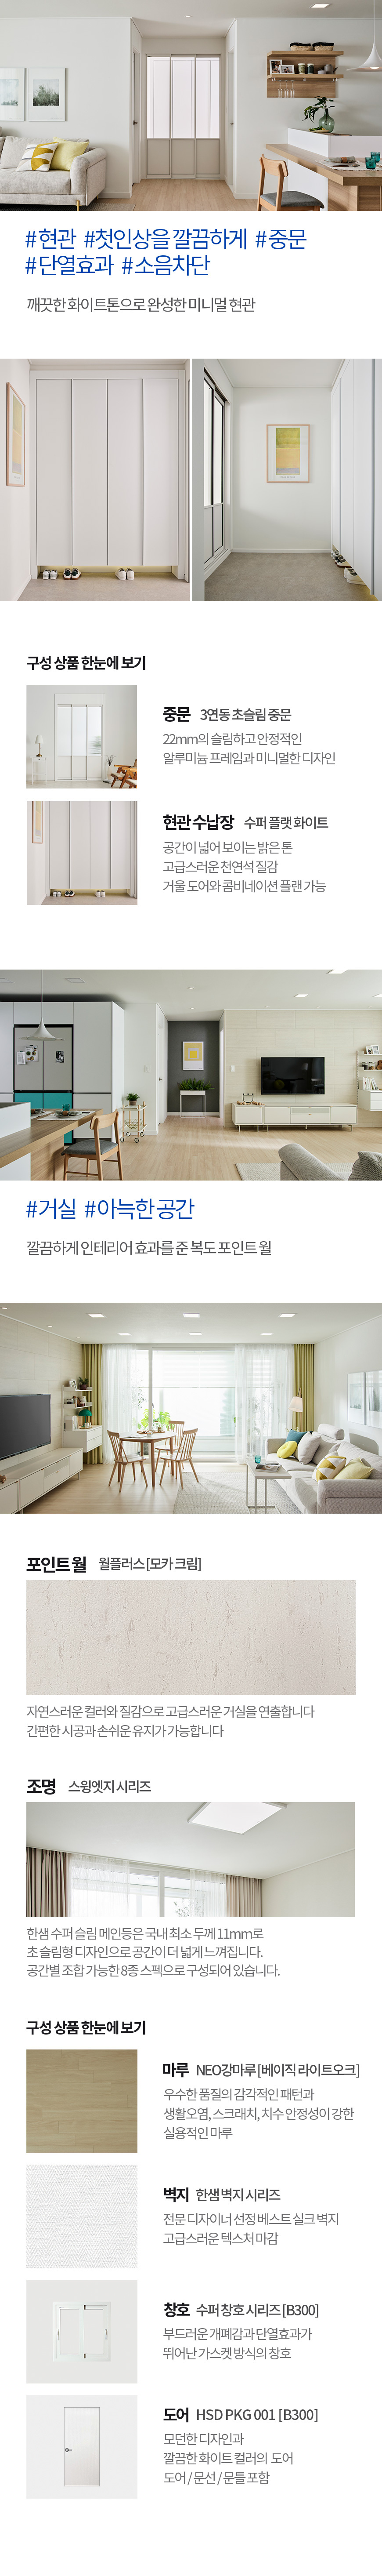 #현관 #첫인상을 깔끔하게 #중문
#단열효과 #소음차단
깨끗한 화이트톤으로 완성한 미니멀 현관
구성 상품 한눈에 보기
중문 3연동 초슬림 중문
22mm의 슬림하고 안정적인
알루미늄 프레임과 미니멀한 디자인
현관 수납장 수퍼 플랫 화이트
공간이 넓어 보이는 밝은 톤
고급스러운 천연석 질감
거울 도어와 콤비네이션 플랜 가능
#거실 #아늑한 공간
깔끔하게 인테리어 효과를 준 복도 포인트 월
포인트 월 월플러스 [모카 크림]
자연스러운 컬러와 질감으로 고급스러운 거실을 연출합니다
간편한 시공과 손쉬운 유지가 가능합니다
조명 스윙엣지 시리즈
한샘 수퍼 슬림 메인등은 국내 최소 두께 11mm로
초 슬림형 디자인으로 공간이 더 넓게 느껴집니다.
공간별 조합 가능한 8종 스펙으로 구성되어 있습니다.
구성 상품 한눈에 보기
마루 NEO강마루 [베이직 라이트오크]
우수한 품질의 감각적인 패턴과
생활오염, 스크래치, 치수 안정성이 강한
실용적인 마루
벽지 한샘 벽지 시리즈
전문 디자이너 선정 베스트 실크 벽지
고급스러운 텍스처 마감
창호 수퍼 창호 시리즈 [B300]
부드러운 개폐감과 단열효과가
뛰어난 가스켓 방식의 창호
도어 HSD PKG 001 [B300]
모던한 디자인과
깔끔한 화이트 컬러의 도어
도어 / 문선 / 문틀 포함